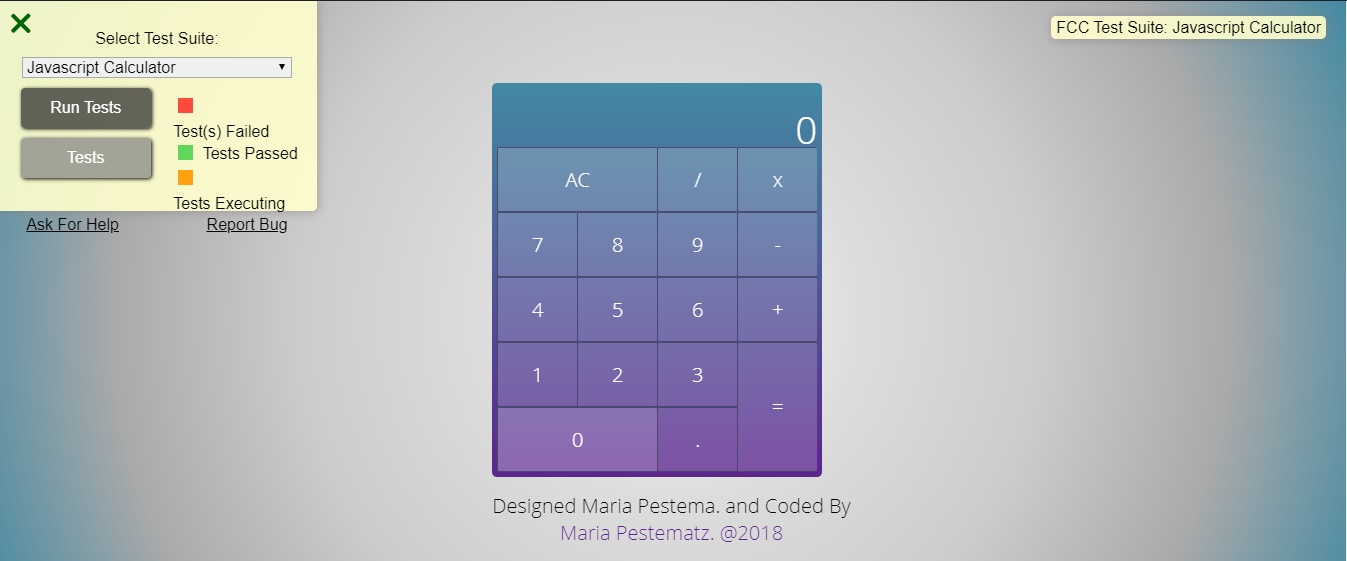 Select Test Suite:
Javascript Calculator
Run Tests
Test(s) Failed
Tests
Tests Passed
Tests Executing
Ask For Help Report Bug
FCC Test Suite: Javascript Calculator
0
AC / x
7 8 9 -
4 5 6 +
1 2 3
=
0 .
Designed Maria Pestema. and Coded By
Maria Pestematz. @2018